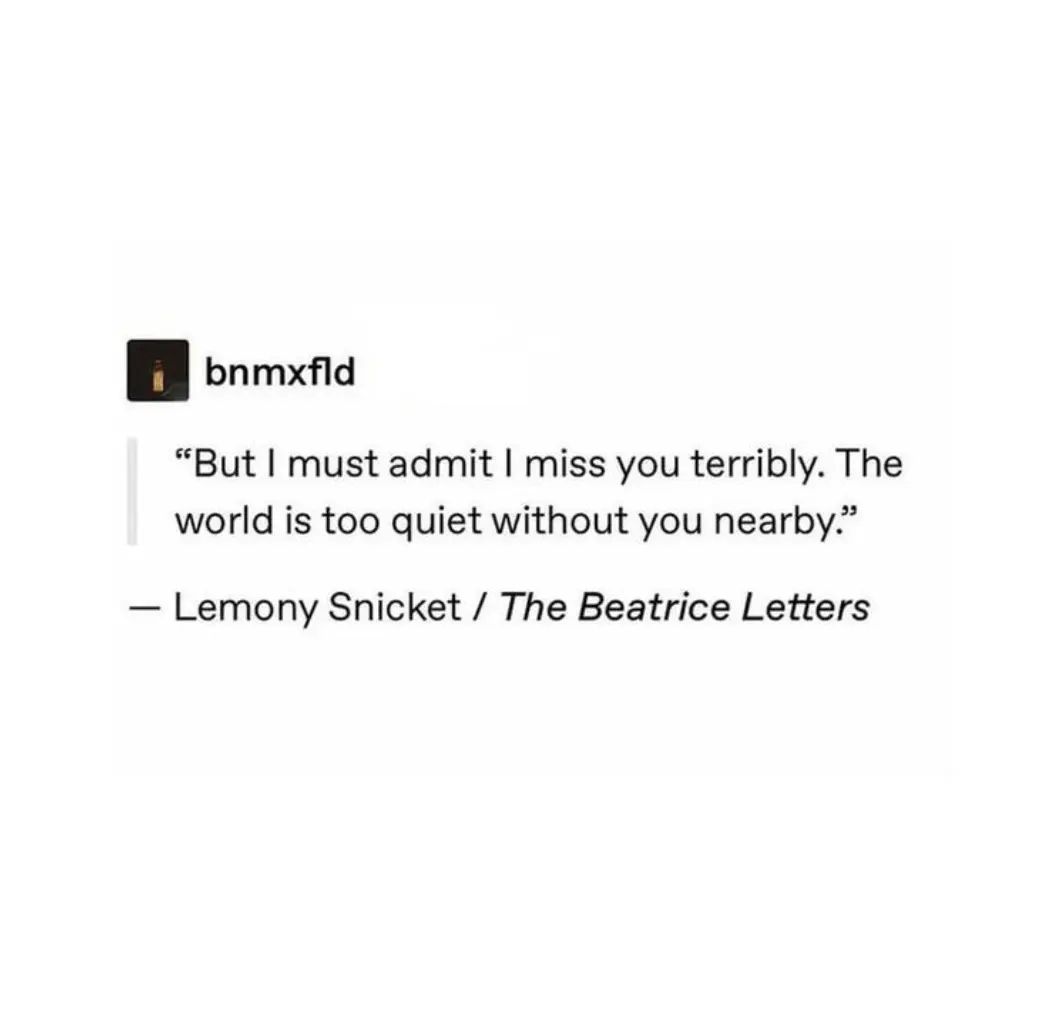 bnmxfld
“But I must admit I miss you terribly. The
world is too quiet without you nearby.”
— Lemony Snicket / The Beatrice Letters